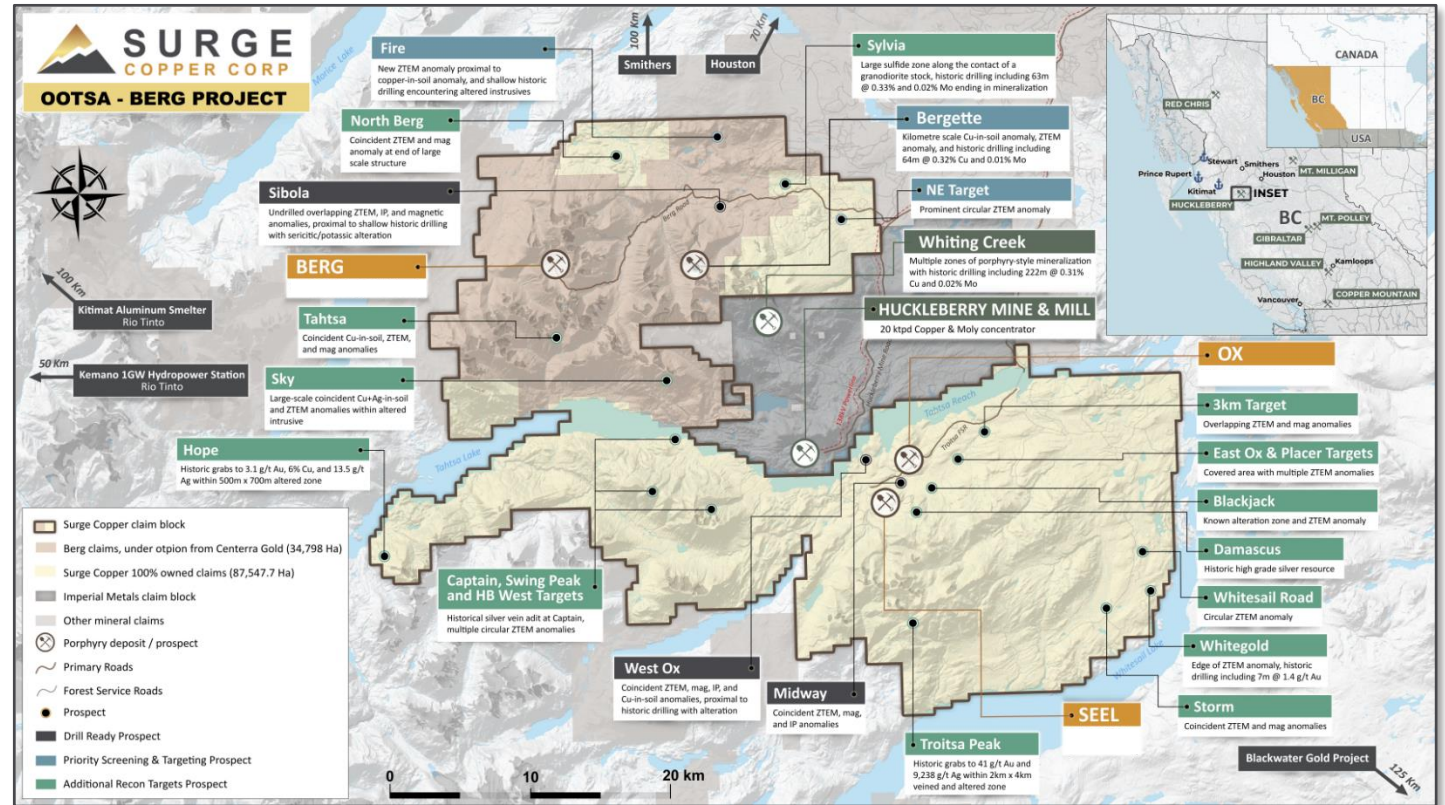 SURGE
COPPER CORP
OOTSA - BERG PROJECT
Fire
New ZTEM anomaly proximal to
copper-in-soil anomaly, and shallow historic
drilling encountering altered instrusives
North Berg
Coincident ZTEM and mag
anomaly at end of large
scale structure
Sibola
Undrilled overlapping ZTEM, IP, and magnetic
anomalies, proximal to shallow historic drilling
with sericitic/potassic alteration
BERG
100 Km
Kitimat Aluminum Smelter
Rio Tinto
Tahtsa
Coincident Cu-in-soil, ZTEM,
and mag anomalies
50 Km
Kemano 1GW Hydropower Station
Rio Tinto
Sky
Large-scale coincident Cu+Ag-in-soil
and ZTEM anomalies within altered
intrusive
Hope
Historic grabs to 3.1 g/t Au, 6% Cu, and 13.5 g/t
Ag within 500m x 700m altered zone
Morice Lake
100 Km
Smithers
70 Km
Houston
Sylvia
Large sulfide zone along the contact of a
granodiorite stock, historic drilling including 63m
@ 0.33% and 0.02% Mo ending in mineralization
Bergette
Kilometre scale Cu-in-soil anomaly, ZTEM
anomaly, and historic drilling including
64m @ 0.32% Cu and 0.01% Mo
NE Target
Prominent circular ZTEM anomaly
Whiting Creek
Multiple zones of porphyry-style mineralization
with historic drilling including 222m @ 0.31%
Cu and 0.02% Mo
HUCKLEBERRY MINE & MILL
20 ktpd Copper & Moly concentrator
Berg Road
138kV Powerline
Huckleberry Mine Road
Tahtsa Reach
Troitsa FSR
Tahtsa Lake
Whitesail Lake
CANADA
BC
USA
RED CHRIS
Stewart
Smithers
Houston
MT. MILLIGAN
Prince Rupert
Kitimat
INSET
HUCKLEBERRY
BC
MT. POLLEY
GIBRALTAR
HIGHLAND VALLEY
Kamloops
COPPER MOUNTAIN
Vancouver
OX
3km Target
Overlapping ZTEM and mag anomalies
East Ox & Placer Targets
Covered area with multiple ZTEM anomalies
Blackjack
Known alteration zone and ZTEM anomaly
Damascus
Historic high grade silver resource
Whitesail Road
Circular ZTEM anomaly
Whitegold
Edge of ZTEM anomaly, historic
drilling including 7m @ 1.4 g/t Au
Storm
Coincident ZTEM and mag anomalies
SEEL
Captain, Swing Peak
and HB West Targets
Historical silver vein adit at Captain,
multiple circular ZTEM anomalies
West Ox
Coincident ZTEM, mag, IP, and
Cu-in-soil anomalies, proximal to
historic drilling with alteration
Midway
Coincident ZTEM, mag,
and IP anomalies
Troitsa Peak
Historic grabs to 41 g/t Au and
9,238 g/t Ag within 2km x 4km
veined and altered zone
Blackwater Gold Project
125 Km
Surge Copper claim block
Berg claims, under otpion from Centerra Gold (34,798 Ha)
Surge Copper 100% owned claims (87,547.7 Ha)
Imperial Metals claim block
Other mineral claims
Porphyry deposit / prospect
Primary Roads
Forest Service Roads
Prospect
Drill Ready Prospect
Priority Screening & Targeting Prospect
Additional Recon Targets Prospect
0 10 20 km